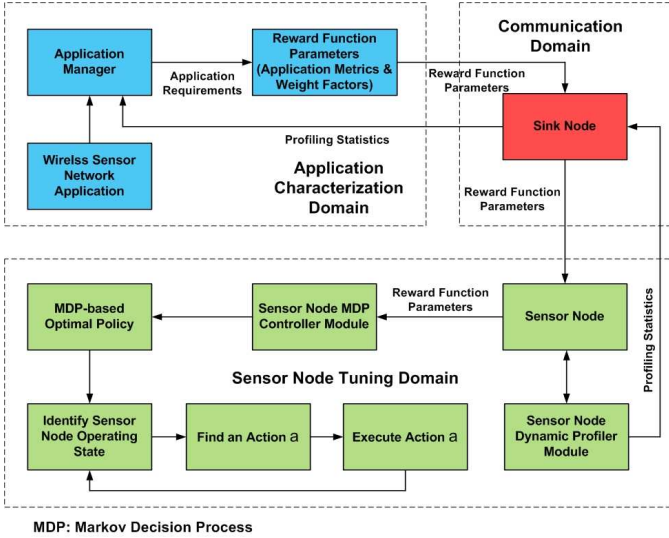 Application
Manager
Application
Requirements
Reward Function
Parameters
(Application Metrics &
Weight Factors)
Communication
Domain
Reward Function
Parameters
Sink Node
Profiling Statistics
Wirelss Sensor
Network
Application
Application
Characterization
Domain
Reward Function
Parameters
MDP-based
Optimal Policy
Sensor Node MDP
Controller Module
Reward Function
Parameters
Sensor Node
Profiling Statistics
Sensor Node Tuning Domain
Identify Sensor
Node Operating
State
Find an Action a
Execute Action a
Sensor Node
Dynamic Profiler
Module
MDP: Markov Decision Process